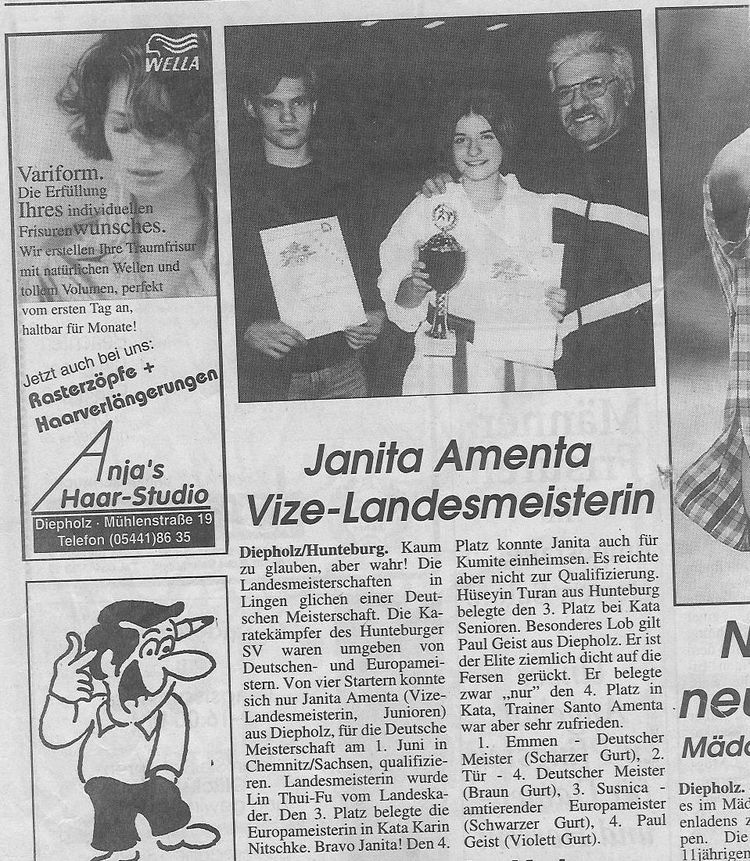 WELLA
Variform.
Die Erfüllung
Ihres individuellen
Frisurenwunsches.
Wir erstellen Ihre Traumfrisur
mit natürlichen Wellen und
tollem Volumen, perfekt
vom ersten Tag an,
haltbar für Monate!
Jetzt auch bei uns:
Rasterzöpfe +
Haarverlängerungen
Anja's
Haar-Studio
Diepholz · Mühlenstraße 19
Telefon (05441)86 35
Janita Amenta
Vize-Landesmeisterin
Diepholz/Hunteburg. Kaum
zu glauben, aber wahr! Die
Landesmeisterschaften in
Lingen glichen einer Deut-
schen Meisterschaft. Die Ka-
ratekämpfer des Hunteburger
SV waren umgeben von
Deutschen- und Europamei-
stern. Von vier Startern konnte
sich nur Janita Amenta (Vize-
Landesmeisterin, Junioren)
aus Diepholz, für die Deutsche
Meisterschaft am 1. Juni in
Chemnitz/Sachsen, qualifizie-
ren. Landesmeisterin wurde
Lin Thui-Fu vom Landeska-
der. Den 3. Platz belegte die
Europameisterin in Kata Karin
Nitschke. Bravo Janita! Den 4.
Platz konnte Janita auch für
Kumite einheimsen. Es reichte
aber nicht zur Qualifizierung.
Hüseyin Turan aus Hunteburg
belegte den 3. Platz bei Kata
Senioren. Besonderes Lob gilt
Paul Geist aus Diepholz. Er ist
der Elite ziemlich dicht auf die
Fersen gerückt. Er belegte
zwar „nur" den 4. Platz in
Kata, Trainer Santo Amenta
war aber sehr zufrieden.
1. Emmen - Deutscher
Meister (Scharzer Gurt), 2.
Tür - 4. Deutscher Meister
(Braun Gurt), 3. Susnica -
amtierender Europameister
(Schwarzer Gurt), 4. Paul
Geist (Violett Gurt).
N
neu
Mäd
Diepholz.
es im Mäd
enladens z
pen. Die
11jährigen